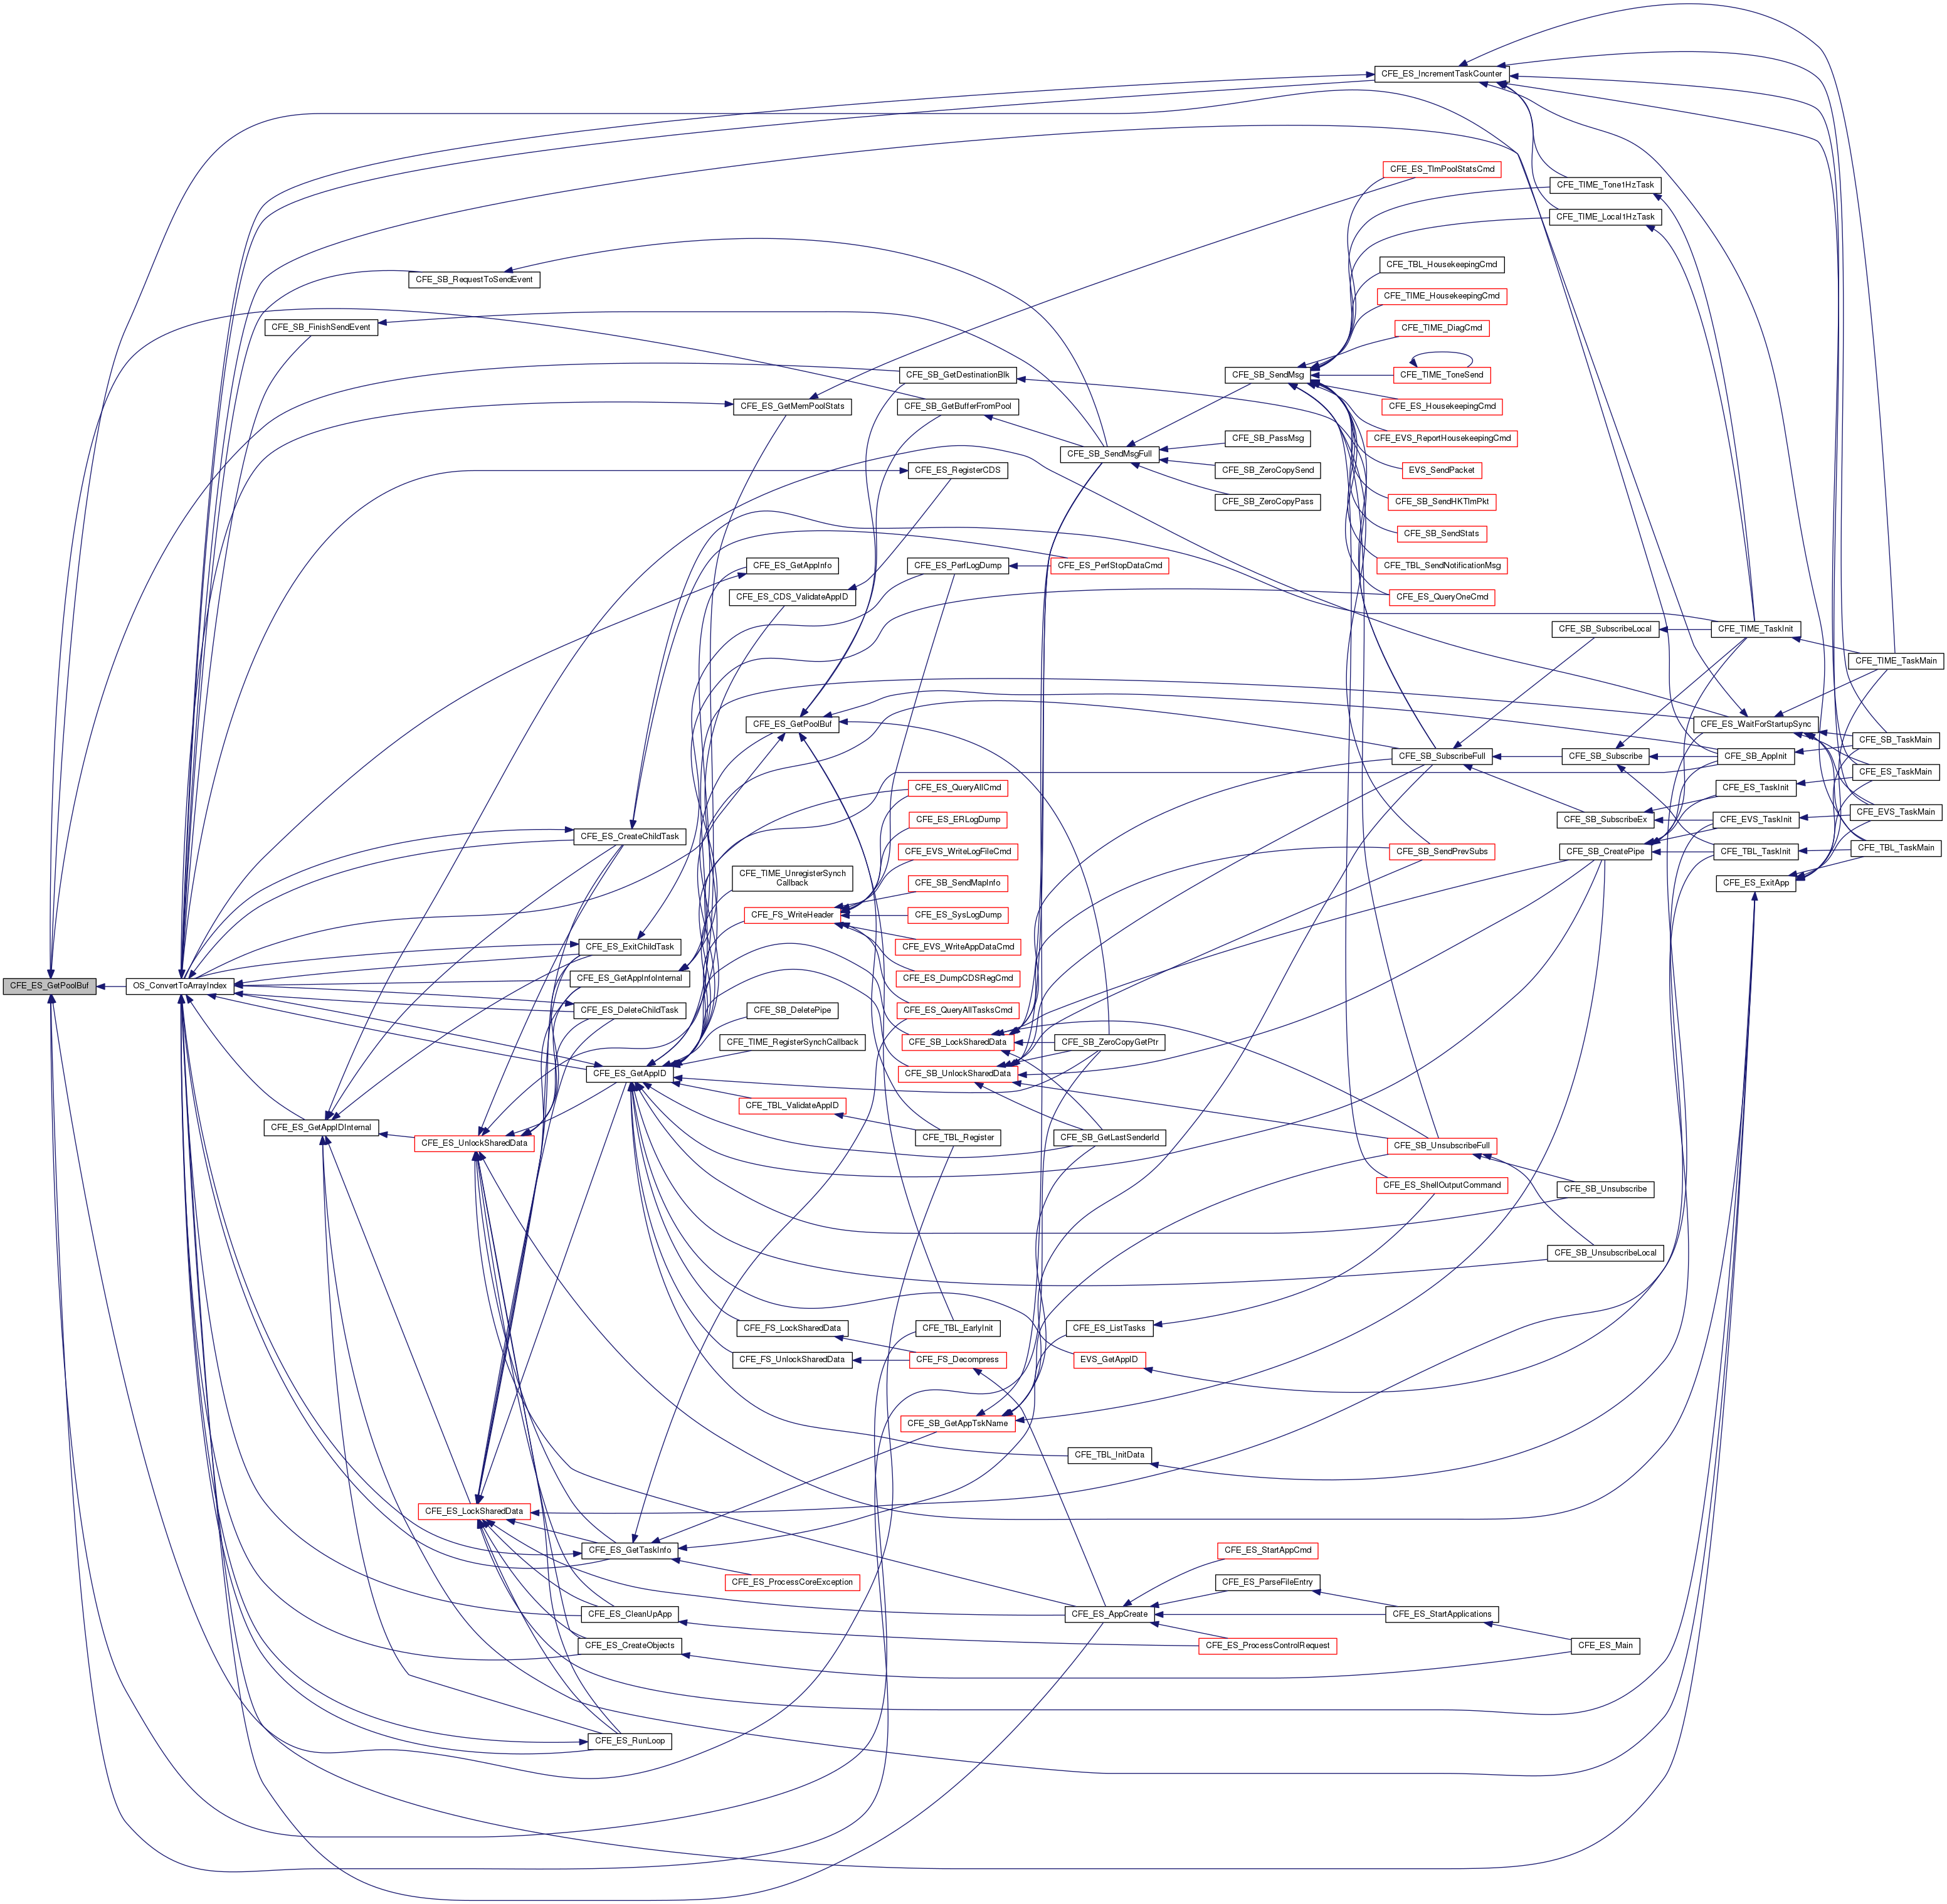 CFE_ES_IncrementTaskCounter
CFE_ES_TlmPoolStatsCmd
CFE_TIME_Tone1HzTask
CFE_TIME_Local1HzTask
CFE_TBL_HousekeepingCmd
CFE_SB_RequestToSendEvent
CFE_TIME_HousekeepingCmd
CFE_SB_FinishSendEvent
CFE_TIME_DiagCmd
CFE_SB_GetDestinationBlk
CFE_SB_SendMsg
CFE_TIME_ToneSend
CFE_ES_GetMemPoolStats
CFE_SB_GetBufferFromPool
CFE_ES_HousekeepingCmd
CFE_SB_PassMsg
CFE_EVS_ReportHousekeepingCmd
CFE_SB_SendMsgFull
CFE_ES_RegisterCDS
CFE_SB_ZeroCopySend
EVS_SendPacket
CFE_SB_ZeroCopyPass
CFE_SB_SendHKTlmPkt
CFE_SB_SendStats
CFE_ES_GetAppInfo
CFE_ES_PerfLogDump
CFE_ES_PerfStopDataCmd
CFE_TBL_SendNotificationMsg
CFE_ES_CDS_ValidateAppID
CFE_ES_QueryOneCmd
CFE_SB_SubscribeLocal
CFE_TIME_TaskInit
CFE_TIME_TaskMain
CFE_ES_GetPoolBuf
CFE_ES_WaitForStartupSync
CFE_SB_TaskMain
CFE_SB_SubscribeFull
CFE_SB_Subscribe
CFE_SB_AppInit
CFE_ES_TaskMain
CFE_ES_QueryAllCmd
CFE_ES_TaskInit
CFE_ES_ERLogDump
CFE_SB_SubscribeEx
CFE_EVS_TaskInit
CFE_EVS_TaskMain
CFE_ES_CreateChildTask
CFE_EVS_WriteLogFileCmd
CFE_SB_SendPrevSubs
CFE_SB_CreatePipe
CFE_TBL_TaskInit
CFE_TBL_TaskMain
CFE_TIME_UnregisterSynch
Callback
CFE_SB_SendMapInfo
CFE_ES_ExitApp
CFE_FS_WriteHeader
CFE_ES_SysLogDump
CFE_ES_ExitChildTask
CFE_EVS_WriteAppDataCmd
CFE_ES_GetPoolBuf
OS_ConvertToArrayIndex
CFE_ES_GetAppInfoInternal
CFE_ES_DumpCDSRegCmd
CFE_ES_DeleteChildTask
CFE_SB_DeletePipe
CFE_ES_QueryAllTasksCmd
CFE_TIME_RegisterSynchCallback
CFE_SB_LockSharedData
CFE_SB_ZeroCopyGetPtr
CFE_ES_GetAppID
CFE_SB_UnlockSharedData
CFE_TBL_ValidateAppID
CFE_ES_GetAppIDInternal
CFE_ES_UnlockSharedData
CFE_TBL_Register
CFE_SB_GetLastSenderId
CFE_SB_UnsubscribeFull
CFE_ES_ShellOutputCommand
CFE_SB_Unsubscribe
CFE_SB_UnsubscribeLocal
CFE_FS_LockSharedData
CFE_TBL_EarlyInit
CFE_ES_ListTasks
CFE_FS_UnlockSharedData
CFE_FS_Decompress
EVS_GetAppID
CFE_SB_GetAppTskName
CFE_TBL_InitData
CFE_ES_LockSharedData
CFE_ES_GetTaskInfo
CFE_ES_StartAppCmd
CFE_ES_ProcessCoreException
CFE_ES_ParseFileEntry
CFE_ES_CleanUpApp
CFE_ES_AppCreate
CFE_ES_StartApplications
CFE_ES_CreateObjects
CFE_ES_ProcessControlRequest
CFE_ES_Main
CFE_ES_RunLoop